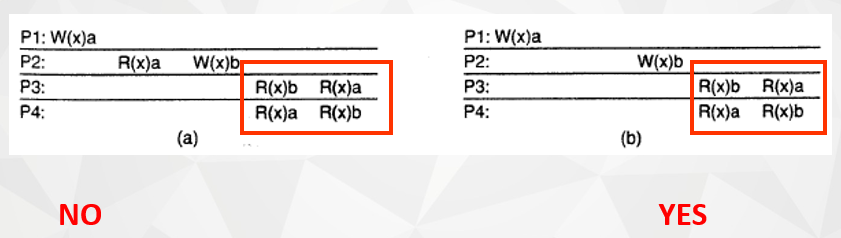 P1: W(x)a
P2: R(x)a W(x)b
P3: R(x)b R(x)a
P4: R(x)a R(x)b
(a)
P1: W(x)a
P2: W(x)b
P3: R(x)b R(x)a
P4: R(x)a R(x)b
(b)
NO
YES